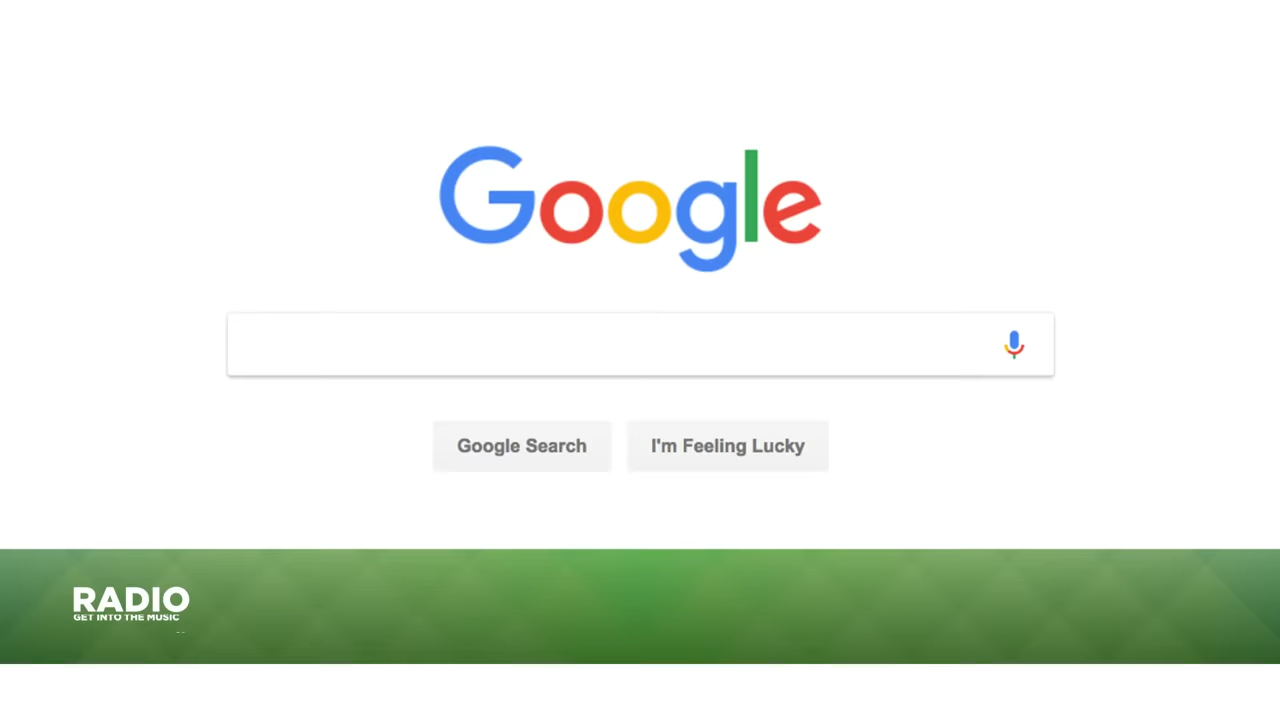 Google
Google Search
I'm Feeling Lucky
RADIO
GET INTO THE MUSIC